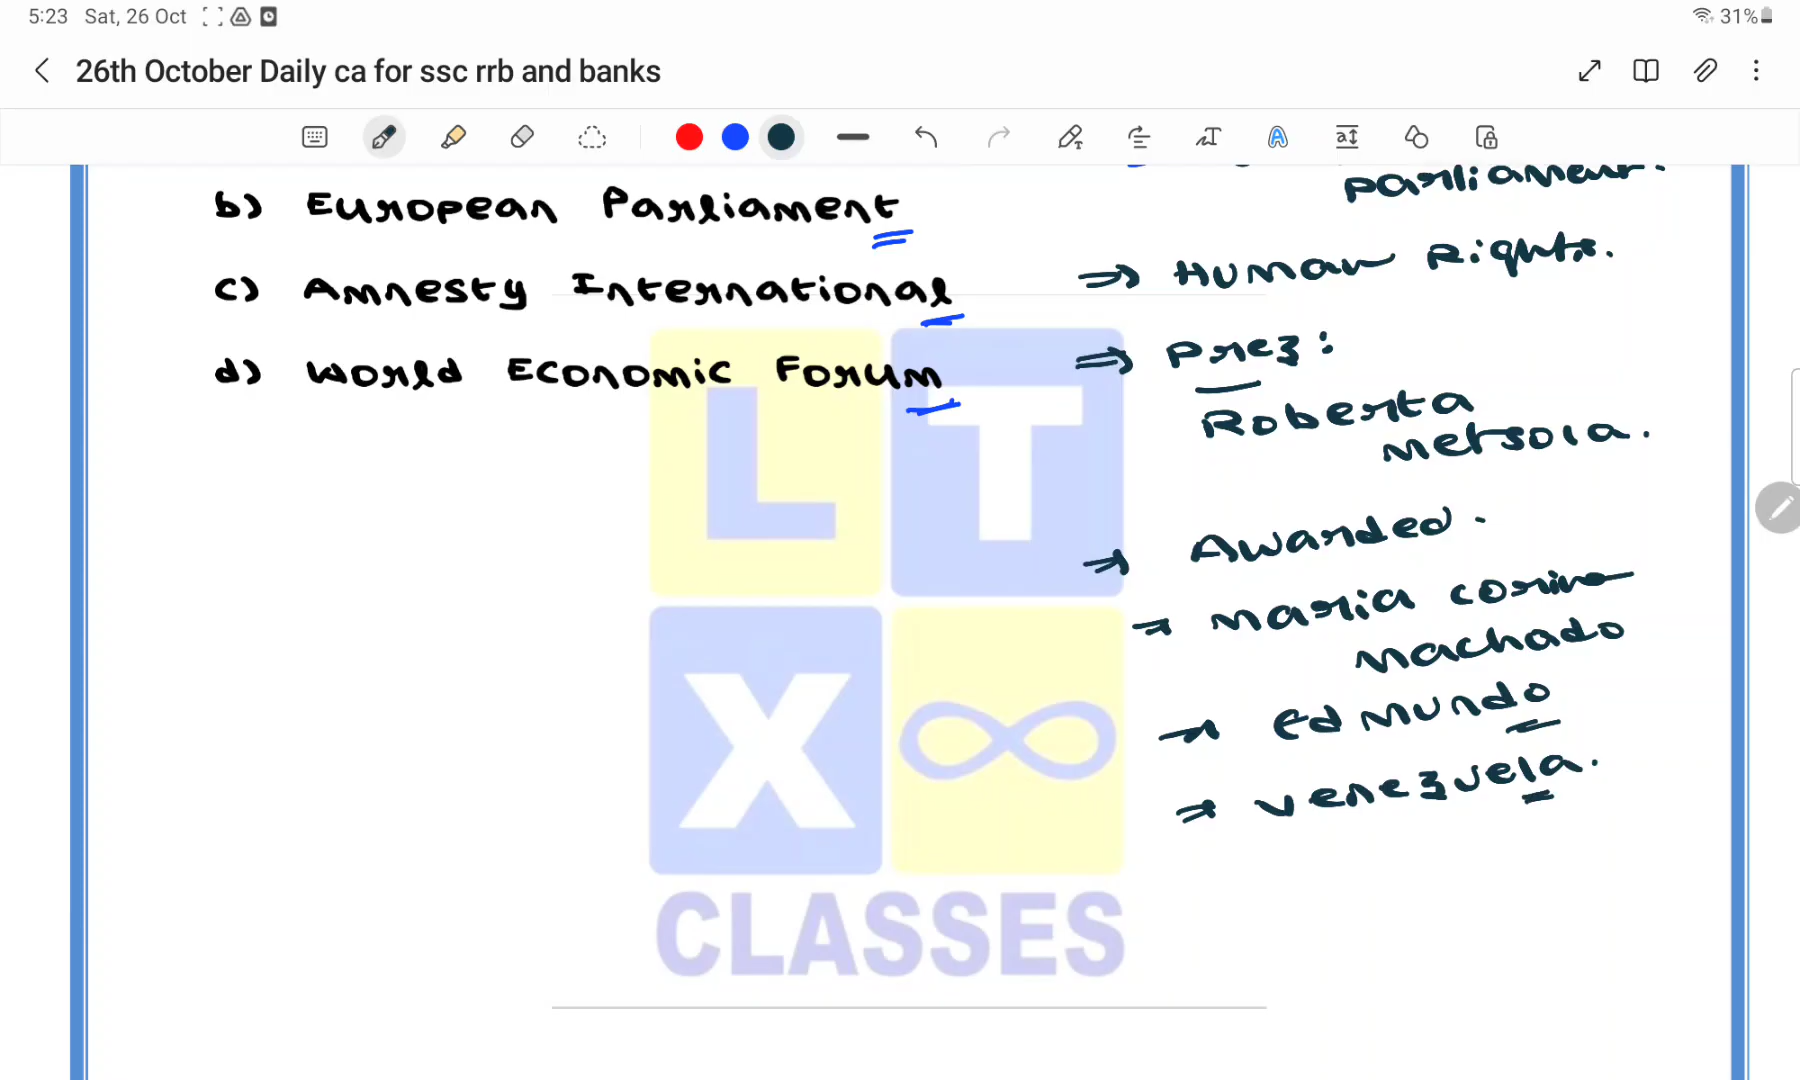 5:23 Sat, 26 Oct
31%
26th October Daily ca for ssc rrb and banks
parliament.
b) European Parliament
c) Amnesty International
⇒ Human Rights.
d) World Economic Forum
⇒ Prez:
Roberta
Metsola.
→ Awarded.
→ Maria Corina
Machado
→ Edmundo
⇒ Venezuela.
L T
X ∞
CLASSES